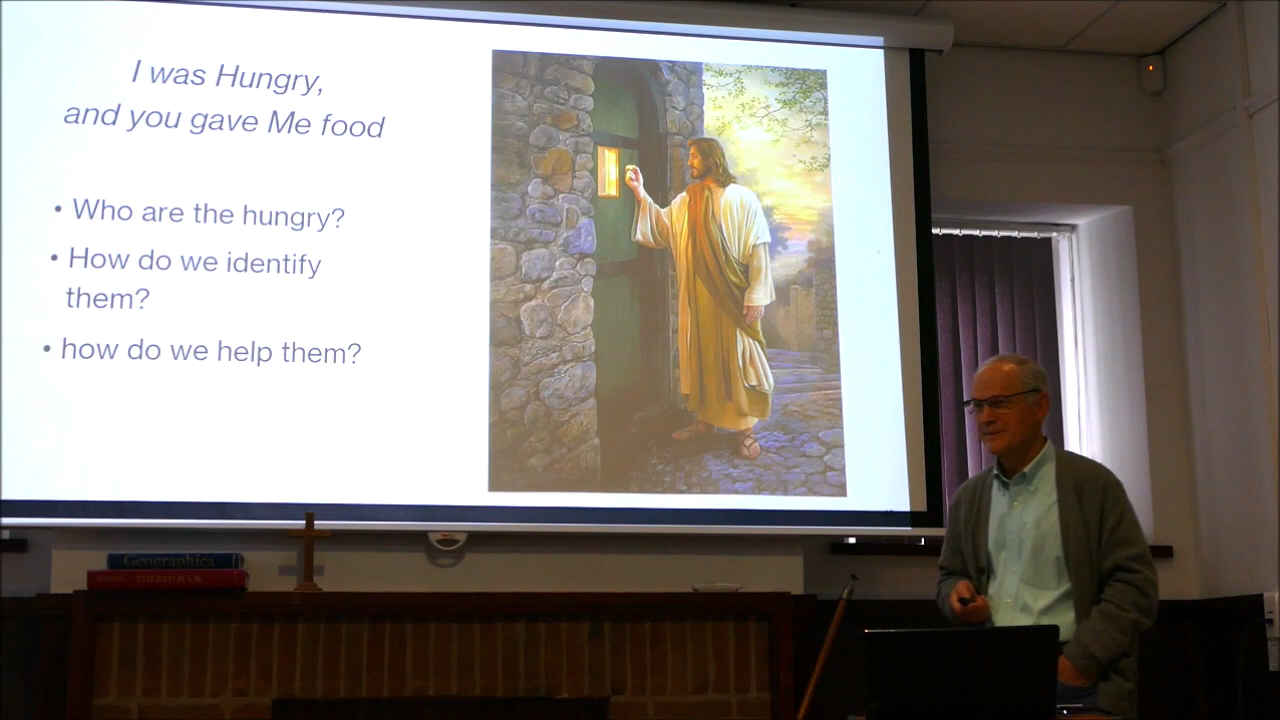 I was Hungry,
and you gave Me food
• Who are the hungry?
• How do we identify
them?
• how do we help them?
Geographica
THE RED BOOK